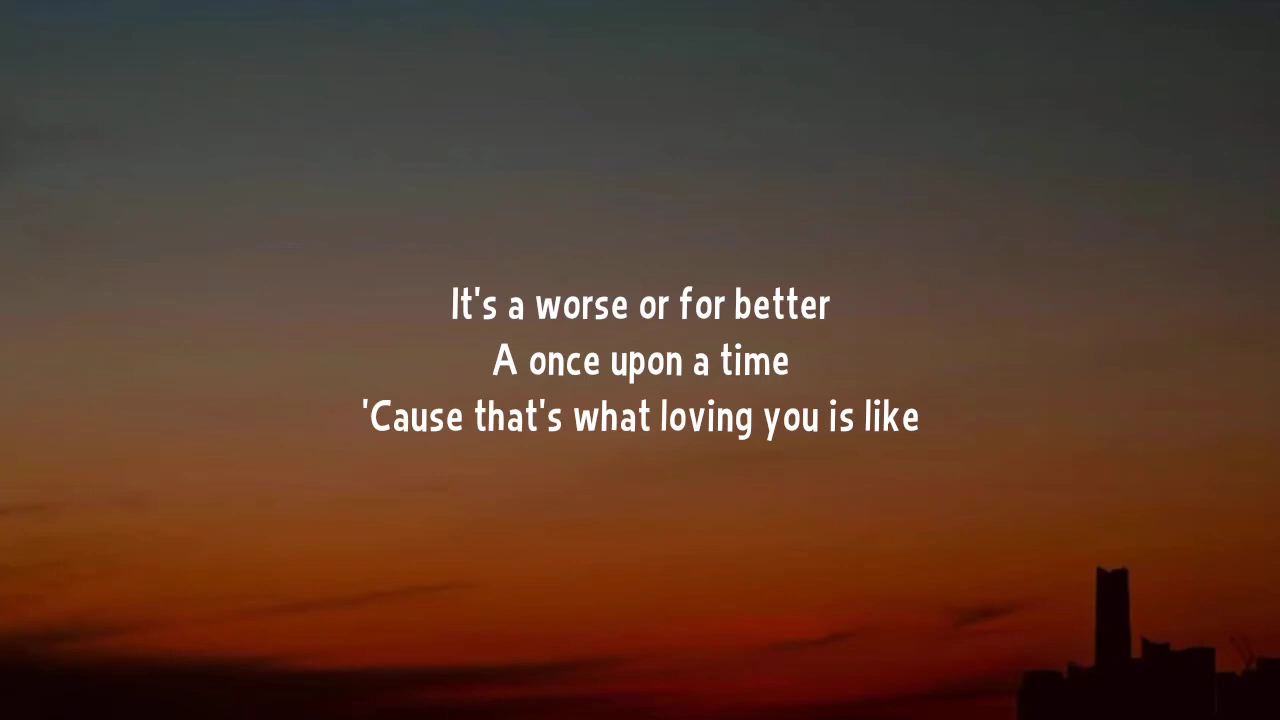 It's a worse or for better
A once upon a time
'Cause that's what loving you is like